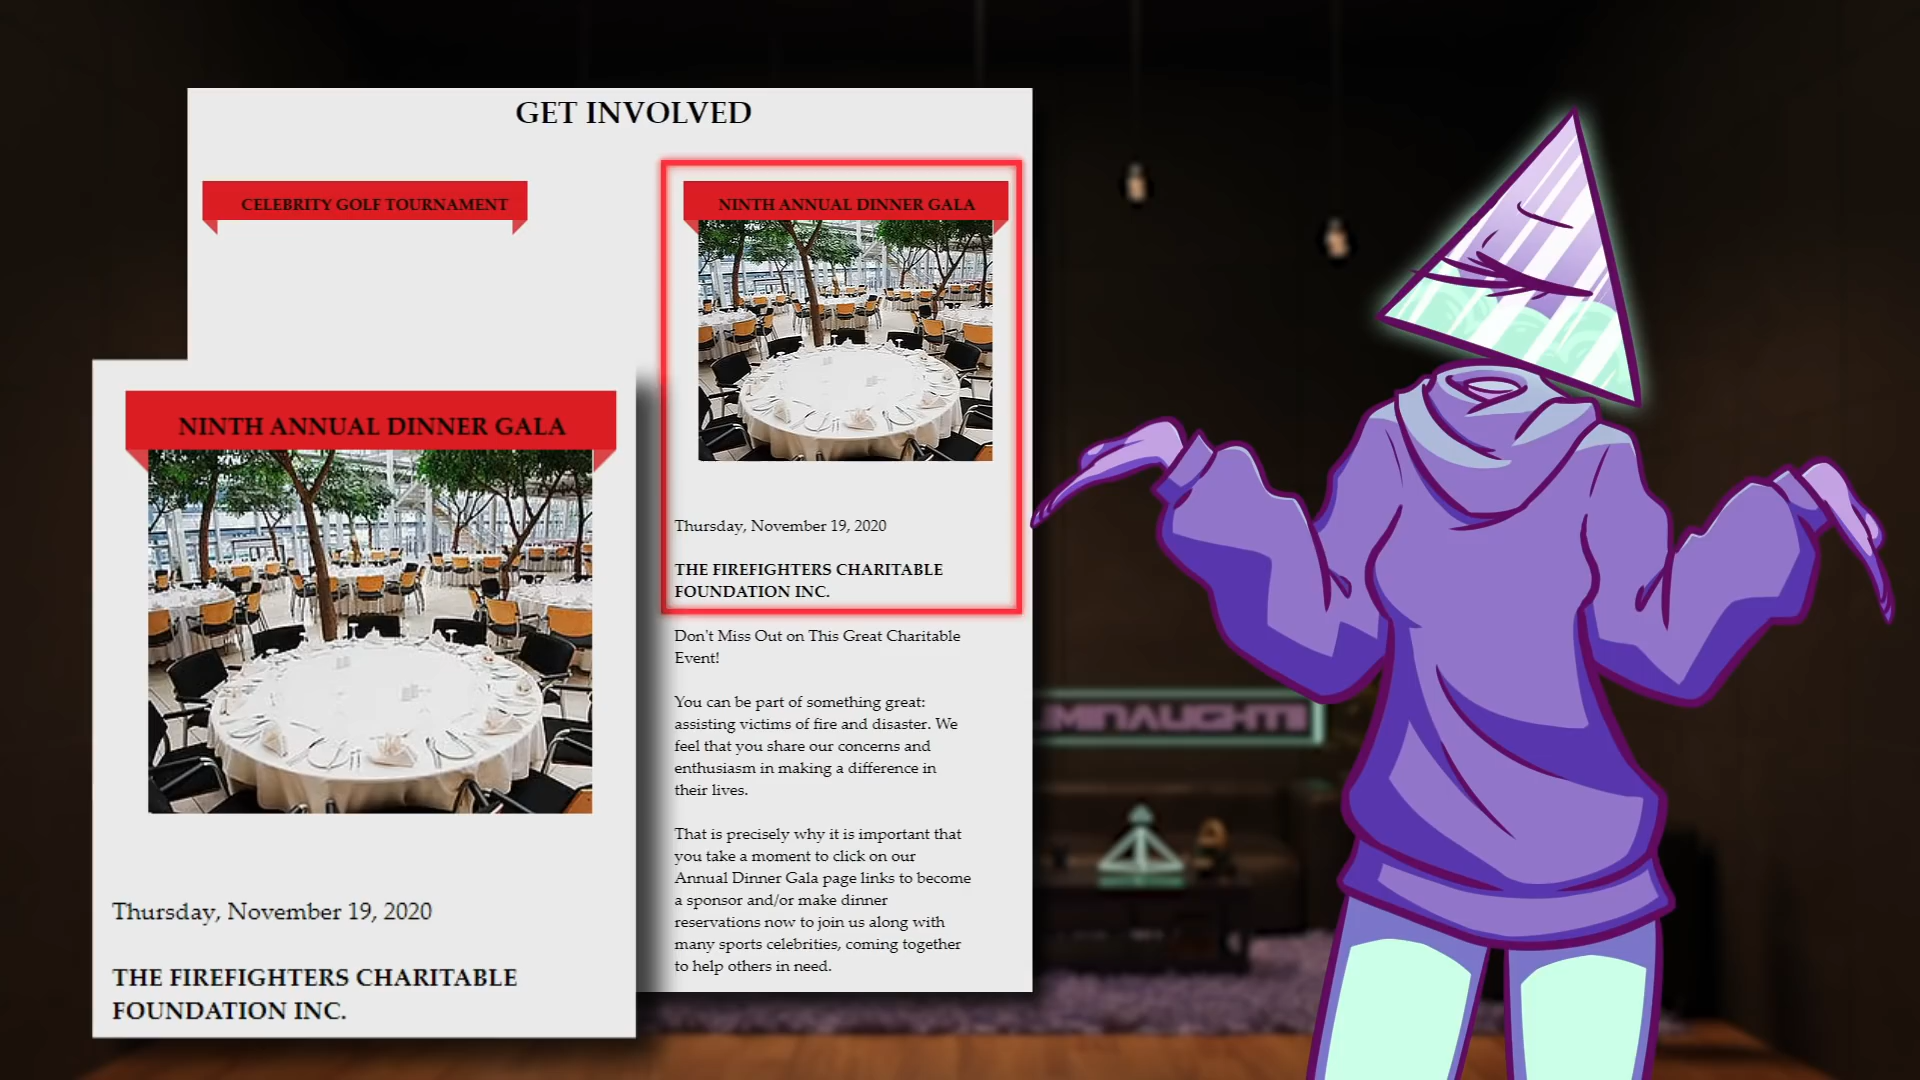 GET INVOLVED
CELEBRITY GOLF TOURNAMENT
NINTH ANNUAL DINNER GALA
Thursday, November 19, 2020
THE FIREFIGHTERS CHARITABLE
FOUNDATION INC.
Don't Miss Out on This Great Charitable
Event!
You can be part of something great:
assisting victims of fire and disaster. We
feel that you share our concerns and
enthusiasm in making a difference in
their lives.
That is precisely why it is important that
you take a moment to click on our
Annual Dinner Gala page links to become
a sponsor and/or make dinner
reservations now to join us along with
many sports celebrities, coming together
to help others in need.
NINTH ANNUAL DINNER GALA
Thursday, November 19, 2020
THE FIREFIGHTERS CHARITABLE
FOUNDATION INC.